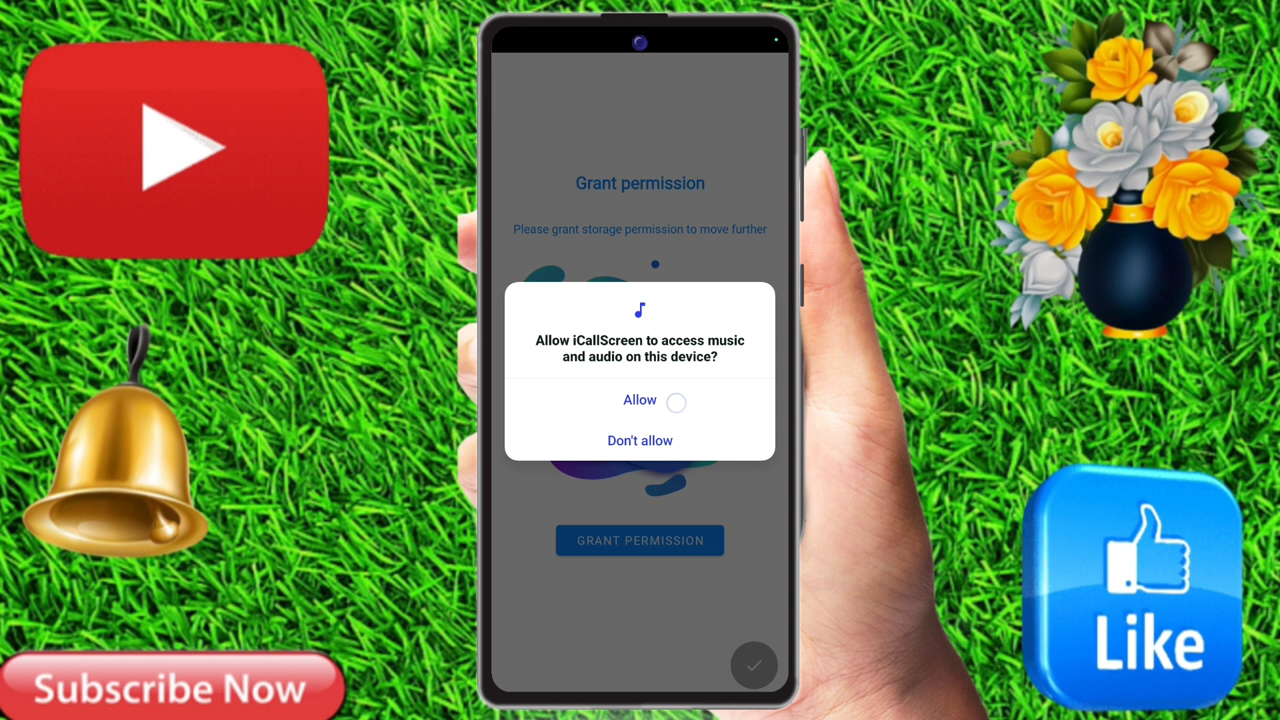 Grant permission
Please grant storage permission to move further
Allow iCallScreen to access music
and audio on this device?
Allow
Don't allow
GRANT PERMISSION
Subscribe Now
Like